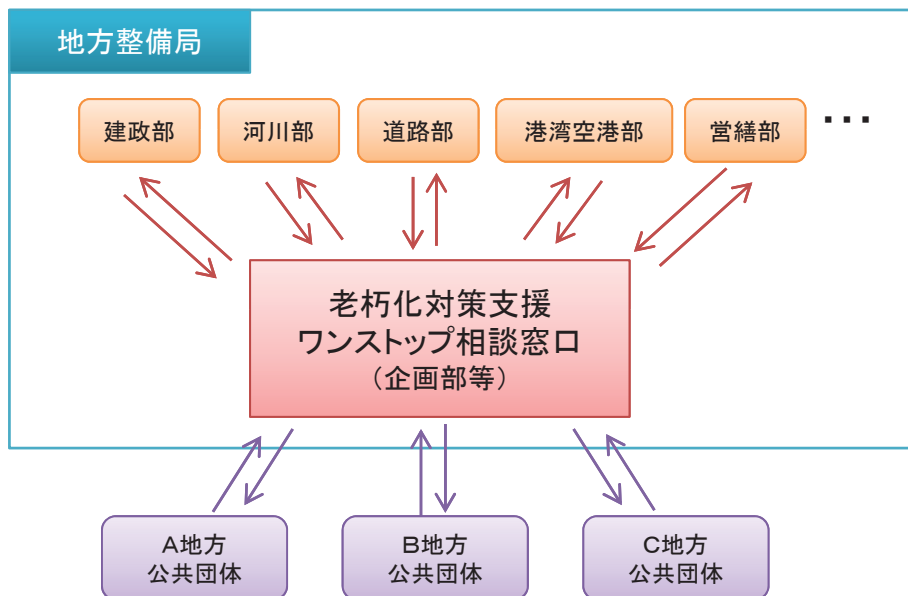 地方整備局
建政部
河川部
道路部
港湾空港部
営繕部
・・・
老朽化対策支援
ワンストップ相談窓口
（企画部等）
A地方
公共団体
B地方
公共団体
C地方
公共団体